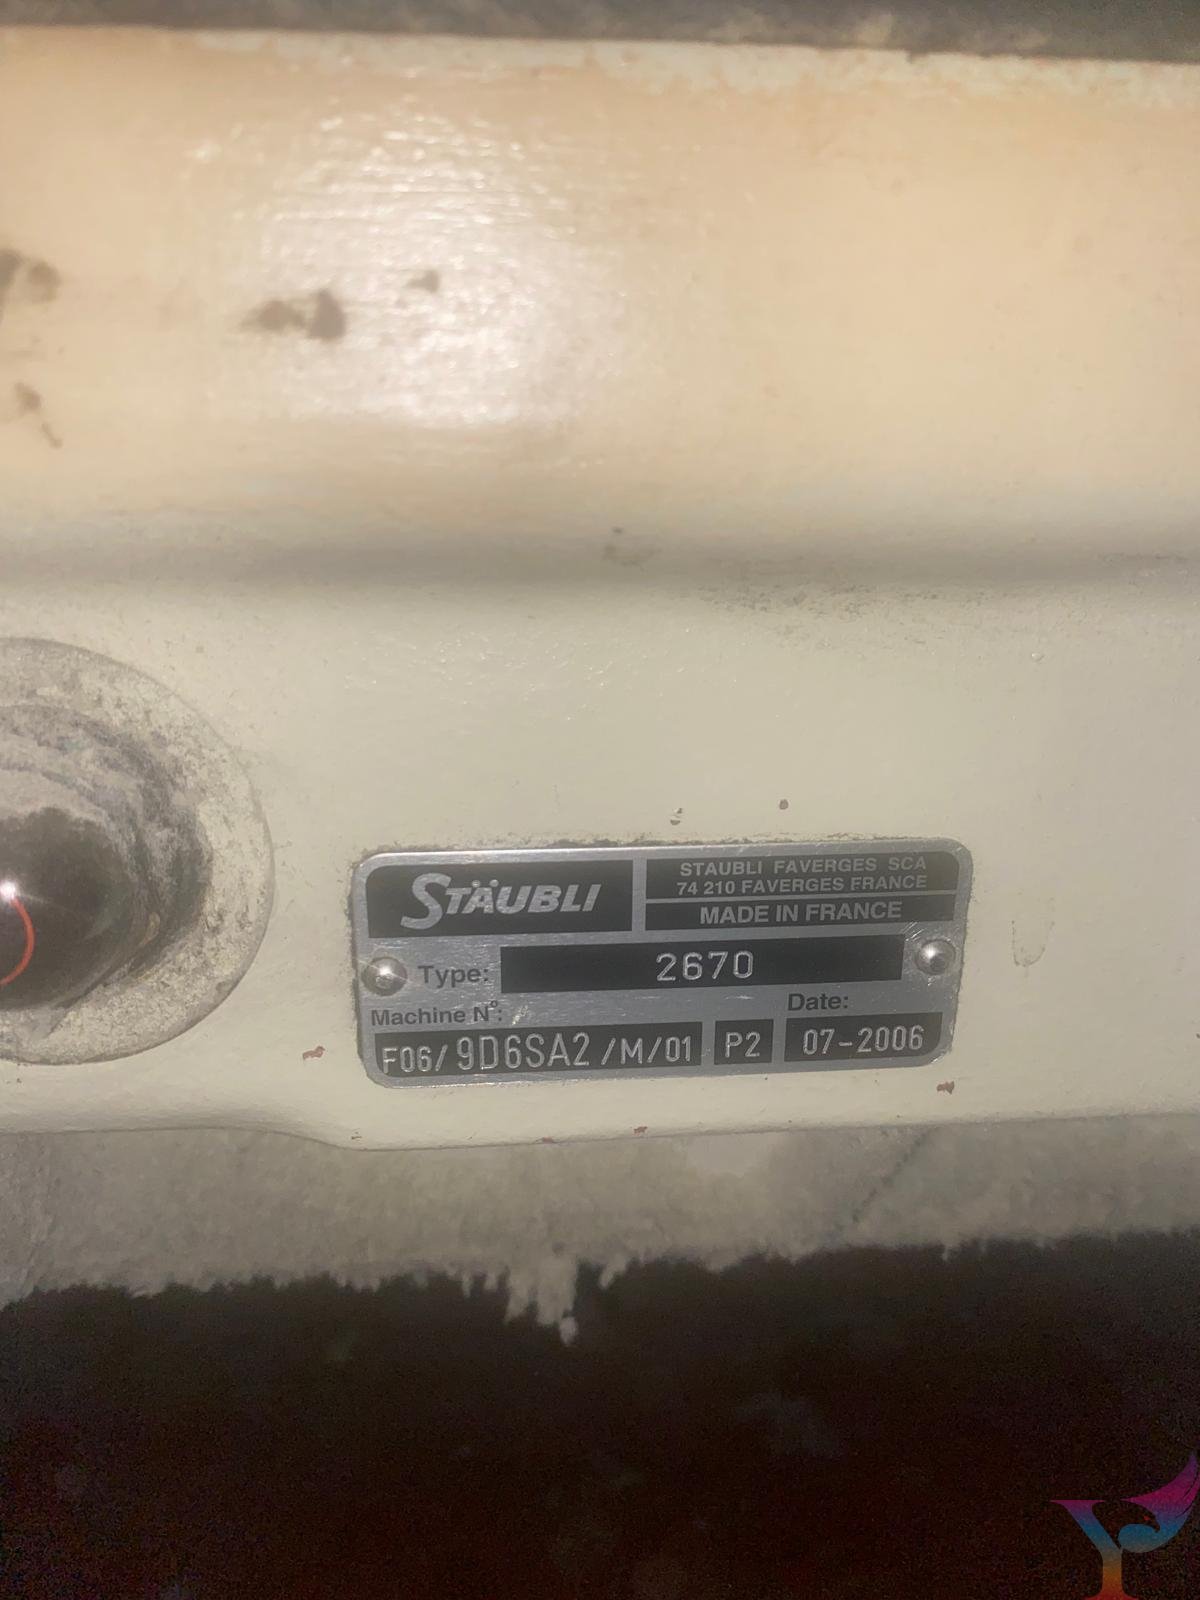 STÄUBLI
STAUBLI FAVERGES SCA
74 210 FAVERGES FRANCE
MADE IN FRANCE
Type: 2670
Machine N°:
Date:
F06/9D6SA2/M/01 P2 07-2006